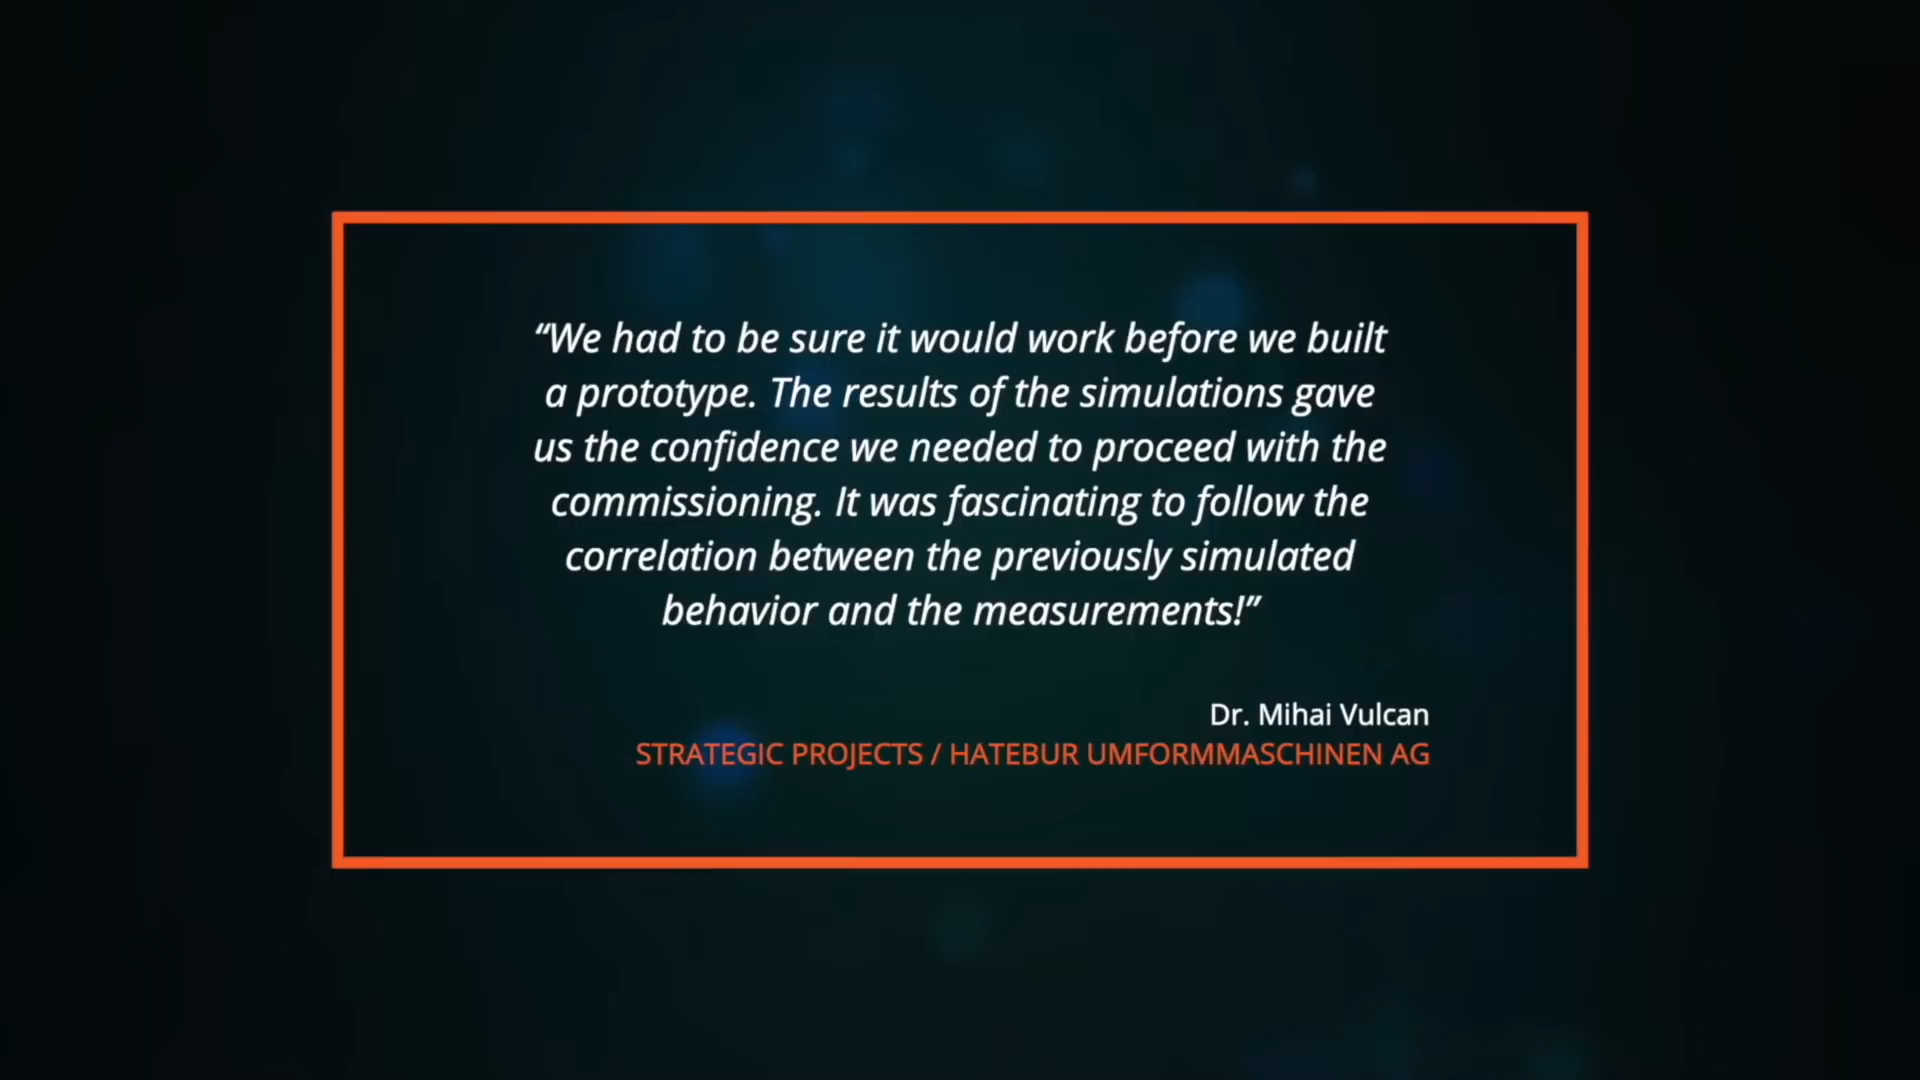 “We had to be sure it would work before we built
a prototype. The results of the simulations gave
us the confidence we needed to proceed with the
commissioning. It was fascinating to follow the
correlation between the previously simulated
behavior and the measurements!”
Dr. Mihai Vulcan
STRATEGIC PROJECTS / HATEBUR UMFORMMASCHINEN AG